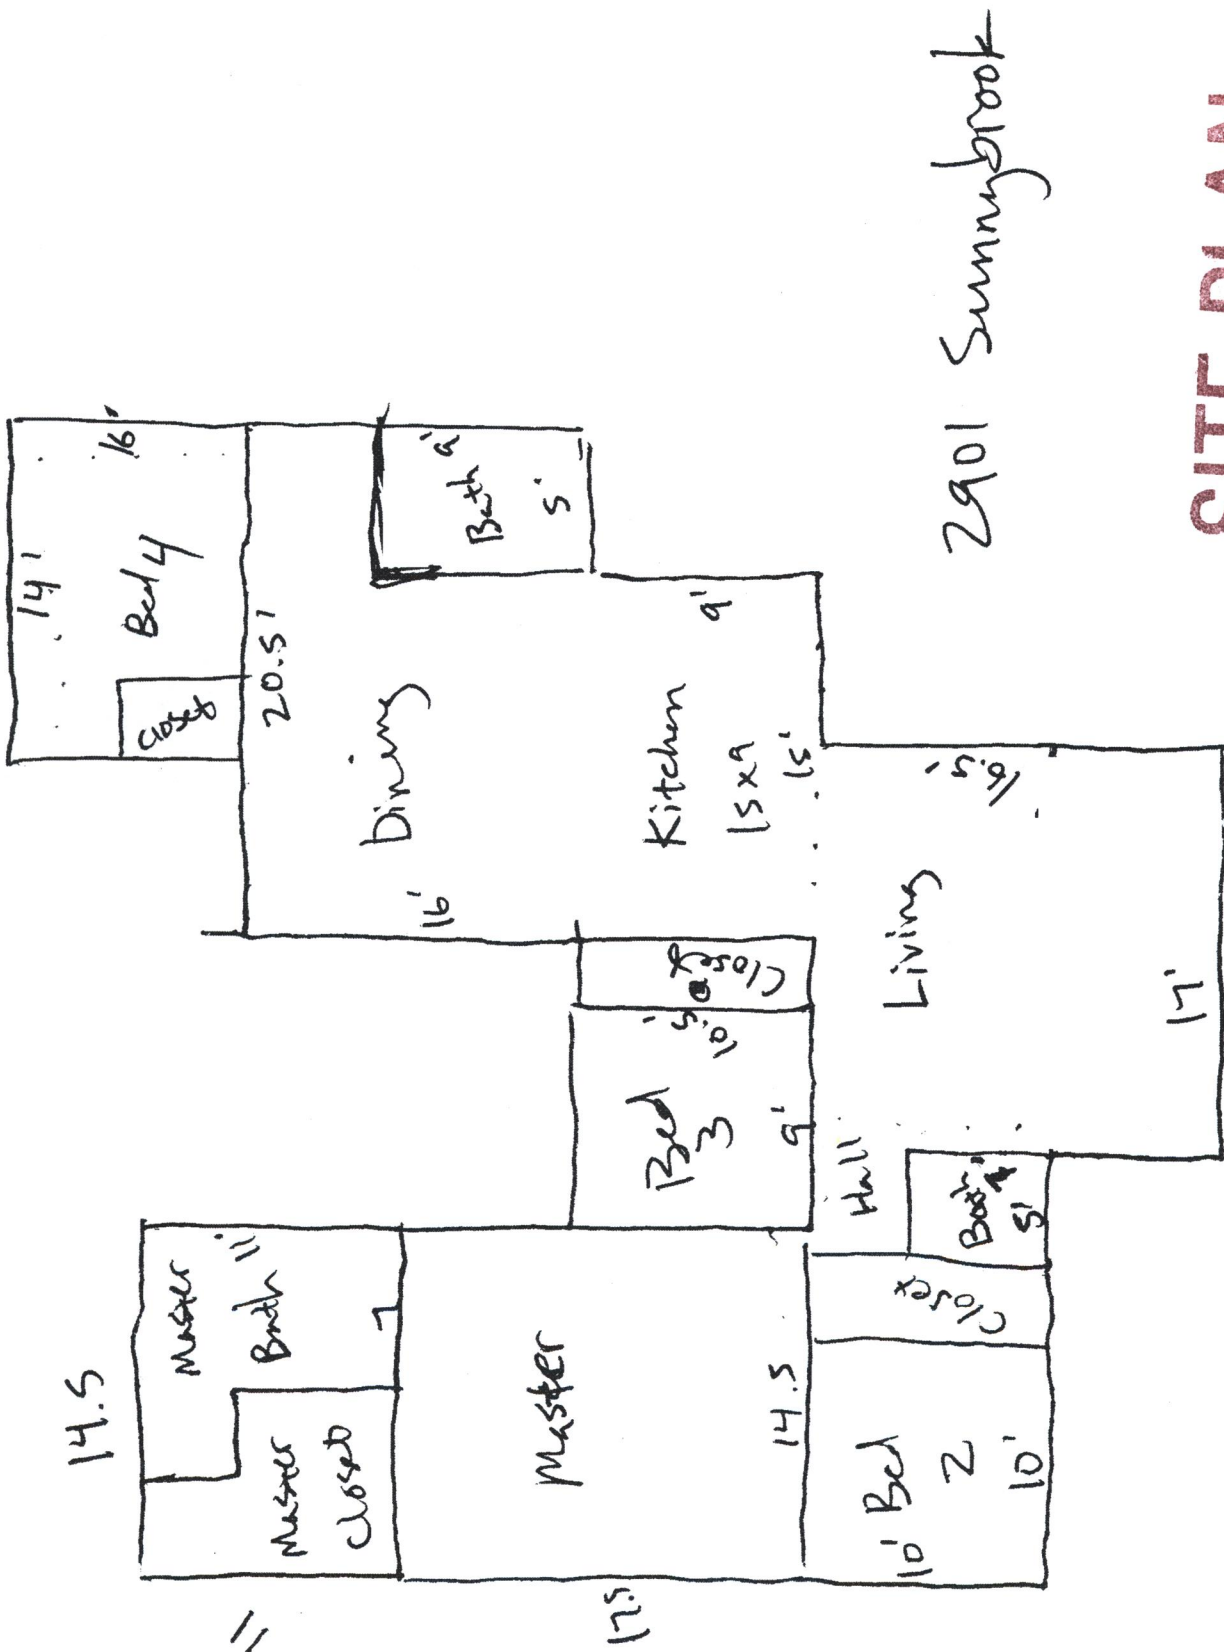 14.5
11
Master
Bath
11'
7
Master
Closet
Master
17.5
14.5
10'
Bed
2
10'
Closet
Bath
5'
Hall
Bed
3
10.5'
9'
Closet
Living
17'
16.5'
16'
Dining
Kitchen
15x9
15'
9'
20.5'
Bath
9'
5'
14'
16'
Bed 4
Closet
2901 Sunnybrook
SITE PLAN